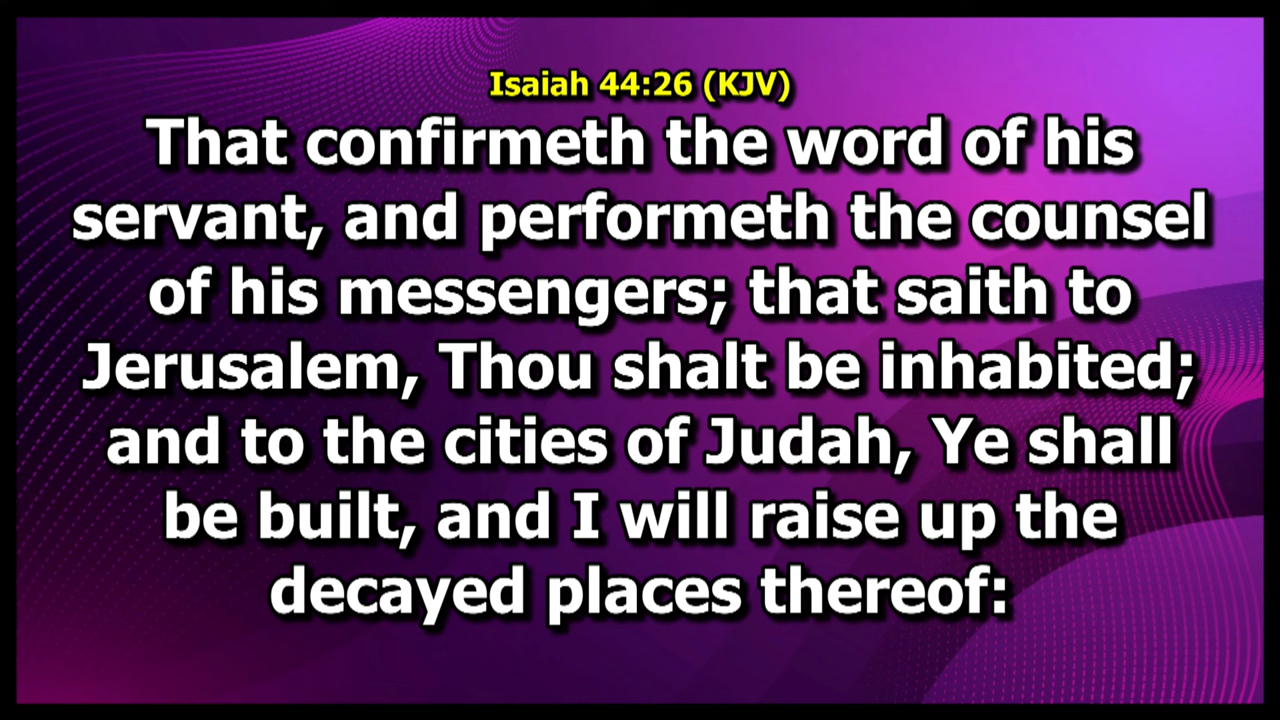 Isaiah 44:26 (KJV)
That confirmeth the word of his
servant, and performeth the counsel
of his messengers; that saith to
Jerusalem, Thou shalt be inhabited;
and to the cities of Judah, Ye shall
be built, and I will raise up the
decayed places thereof: